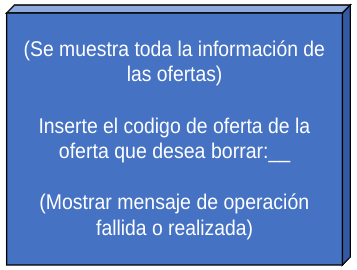 (Se muestra toda la información de
las ofertas)
Inserte el codigo de oferta de la
oferta que desea borrar:__
(Mostrar mensaje de operación
fallida o realizada)